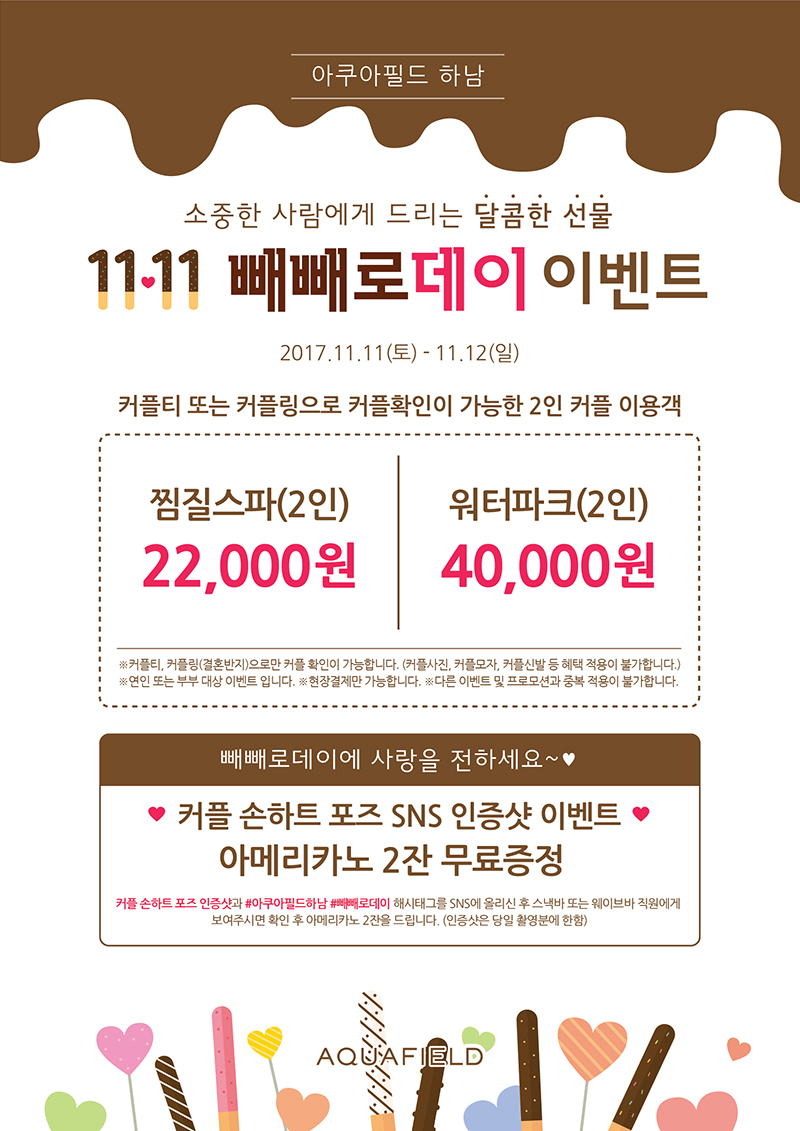 아쿠아필드 하남
소중한 사람에게 드리는 달콤한 선물
11♥11 빼빼로데이 이벤트
2017.11.11(토) - 11.12(일)
커플티 또는 커플링으로 커플확인이 가능한 2인 커플 이용객
찜질스파(2인)
22,000원
워터파크(2인)
40,000원
※커플티, 커플링(결혼반지)으로만 커플 확인이 가능합니다. (커플사진, 커플모자, 커플신발 등 혜택 적용이 불가합니다.)
※연인 또는 부부 대상 이벤트 입니다. ※현장결제만 가능합니다. ※다른 이벤트 및 프로모션과 중복 적용이 불가합니다.
빼빼로데이에 사랑을 전하세요~♥
♥ 커플 손하트 포즈 SNS 인증샷 이벤트 ♥
아메리카노 2잔 무료증정
커플 손하트 포즈 인증샷과 #아쿠아필드하남 #빼빼로데이 해시태그를 SNS에 올리신 후 스낵바 또는 웨이브바 직원에게
보여주시면 확인 후 아메리카노 2잔을 드립니다. (인증샷은 당일 촬영분에 한함)
AQUAFIELD